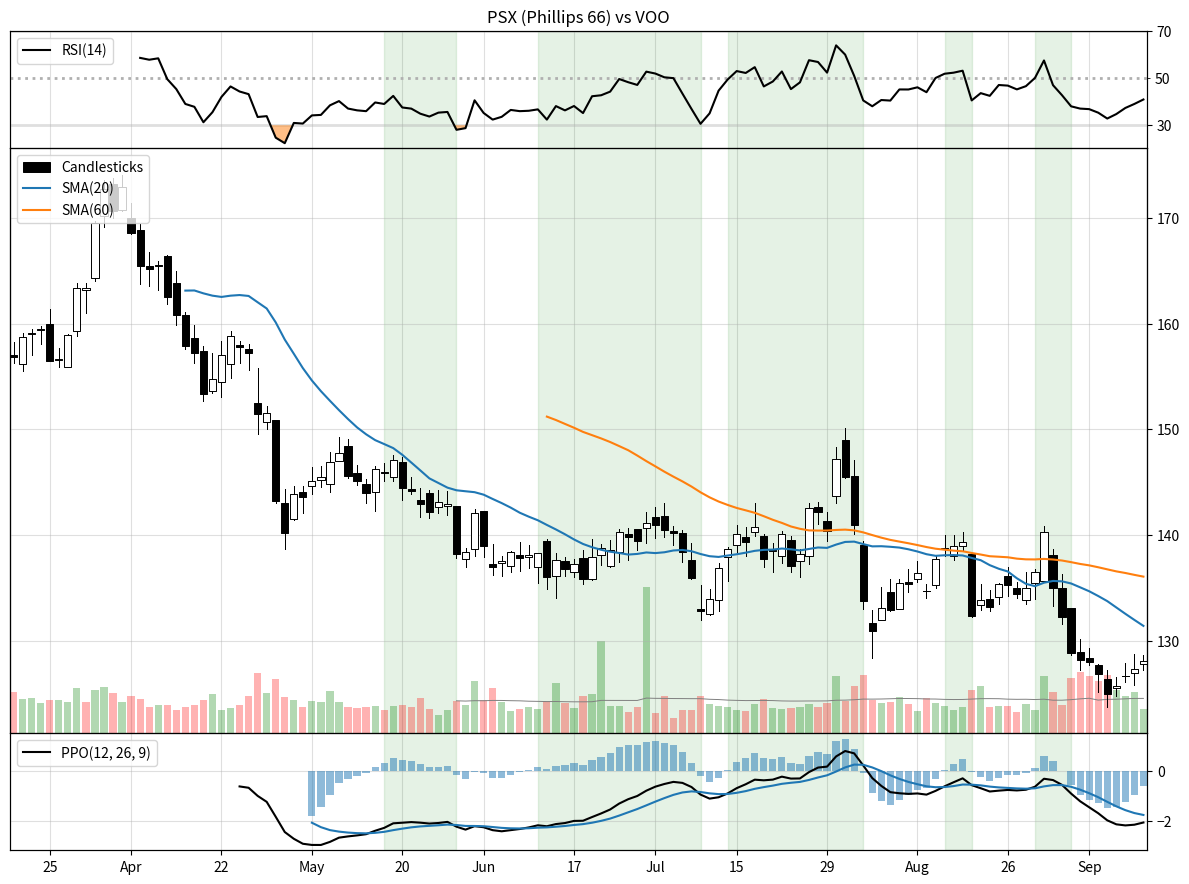 PSX (Phillips 66) vs VOO
RSI(14)
70
50
30
Candlesticks
SMA(20)
SMA(60)
170
160
150
140
130
PPO(12, 26, 9)
0
−2
25 Apr 22 May 20 Jun 17 Jul 15 29 Aug 26 Sep